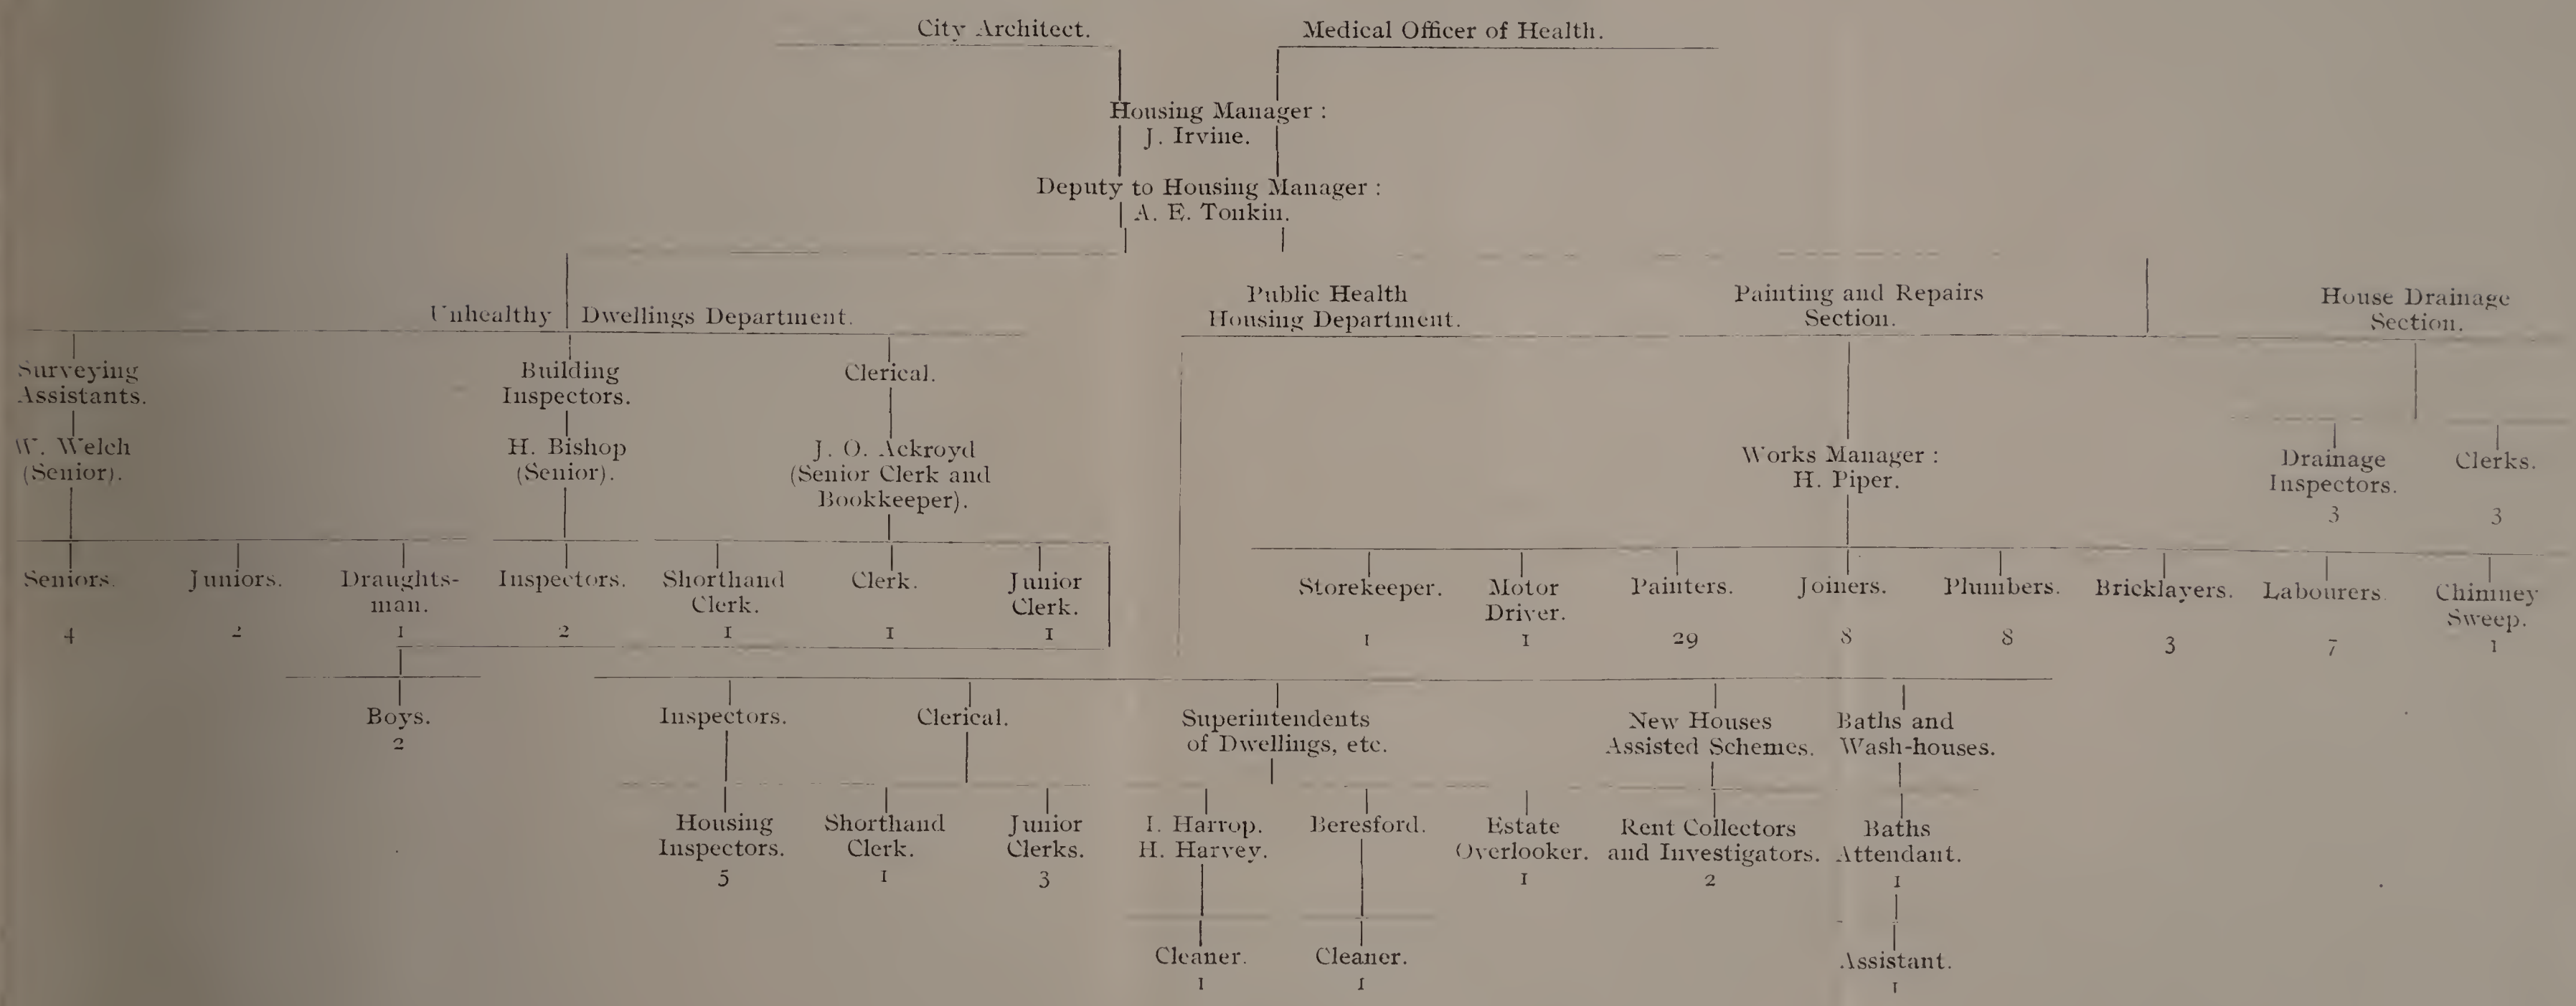 City Architect.
Medical Officer of Health.
Housing Manager :
J. Irvine.
Deputy to Housing Manager :
A. E. Tonkin.
Unhealthy Dwellings Department.
Public Health
Housing Department.
Painting and Repairs
Section.
House Drainage
Section.
Surveying
Assistants.
W. Welch
(Senior).
Building
Inspectors.
H. Bishop
(Senior).
Clerical.
J. O. Ackroyd
(Senior Clerk and
Bookkeeper).
Works Manager :
H. Piper.
Drainage
Inspectors.
3
Clerks.
3
Seniors.
4
Juniors.
2
Draughts-
man.
1
Inspectors.
2
Shorthand
Clerk.
1
Clerk.
1
Junior
Clerk.
1
Storekeeper.
1
Motor
Driver.
1
Painters.
29
Joiners.
8
Plumbers.
8
Bricklayers.
3
Labourers.
7
Chimney
Sweep.
1
Boys.
2
Inspectors.
Clerical.
Superintendents
of Dwellings, etc.
New Houses
Assisted Schemes.
Baths and
Wash-houses.
Housing
Inspectors.
5
Shorthand
Clerk.
1
Junior
Clerks.
3
I. Harrop.
H. Harvey.
Beresford.
Estate
Overlooker.
1
Rent Collectors
and Investigators.
2
Baths
Attendant.
1
Cleaner.
1
Cleaner.
1
Assistant.
1